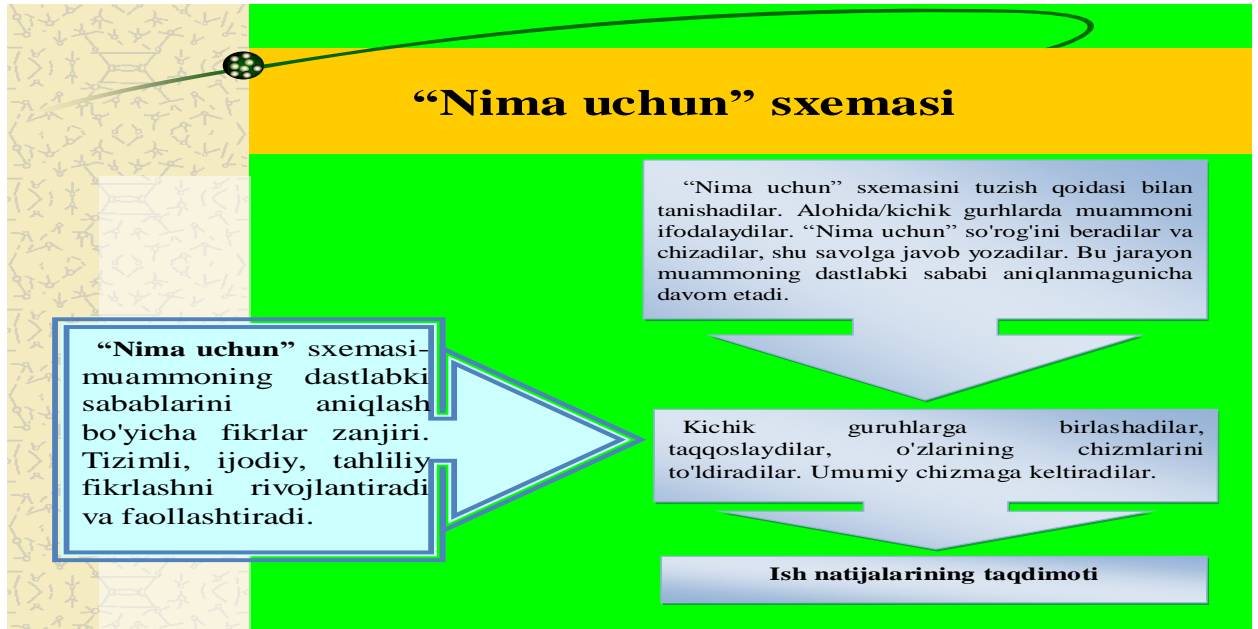 “Nima uchun” sxemasi
“Nima uchun” sxemasini tuzish qoidasi bilan
tanishadilar. Alohida/kichik gurhlarda muammoni
ifodalaydilar. “Nima uchun” so'rog'ini beradilar va
chizadilar, shu savolga javob yozadilar. Bu jarayon
muammoning dastlabki sababi aniqlanmagunicha
davom etadi.
“Nima uchun” sxemasi-
muammoning dastlabki
sabablarini aniqlash
bo'yicha fikrlar zanjiri.
Tizimli, ijodiy, tahliliy
fikrlashni rivojlantiradi
va faollashtiradi.
Kichik guruhlarga birlashadilar,
taqqoslaydilar, o'zlarining chizmlarini
to'ldiradilar. Umumiy chizmaga keltiradilar.
Ish natijalarining taqdimoti